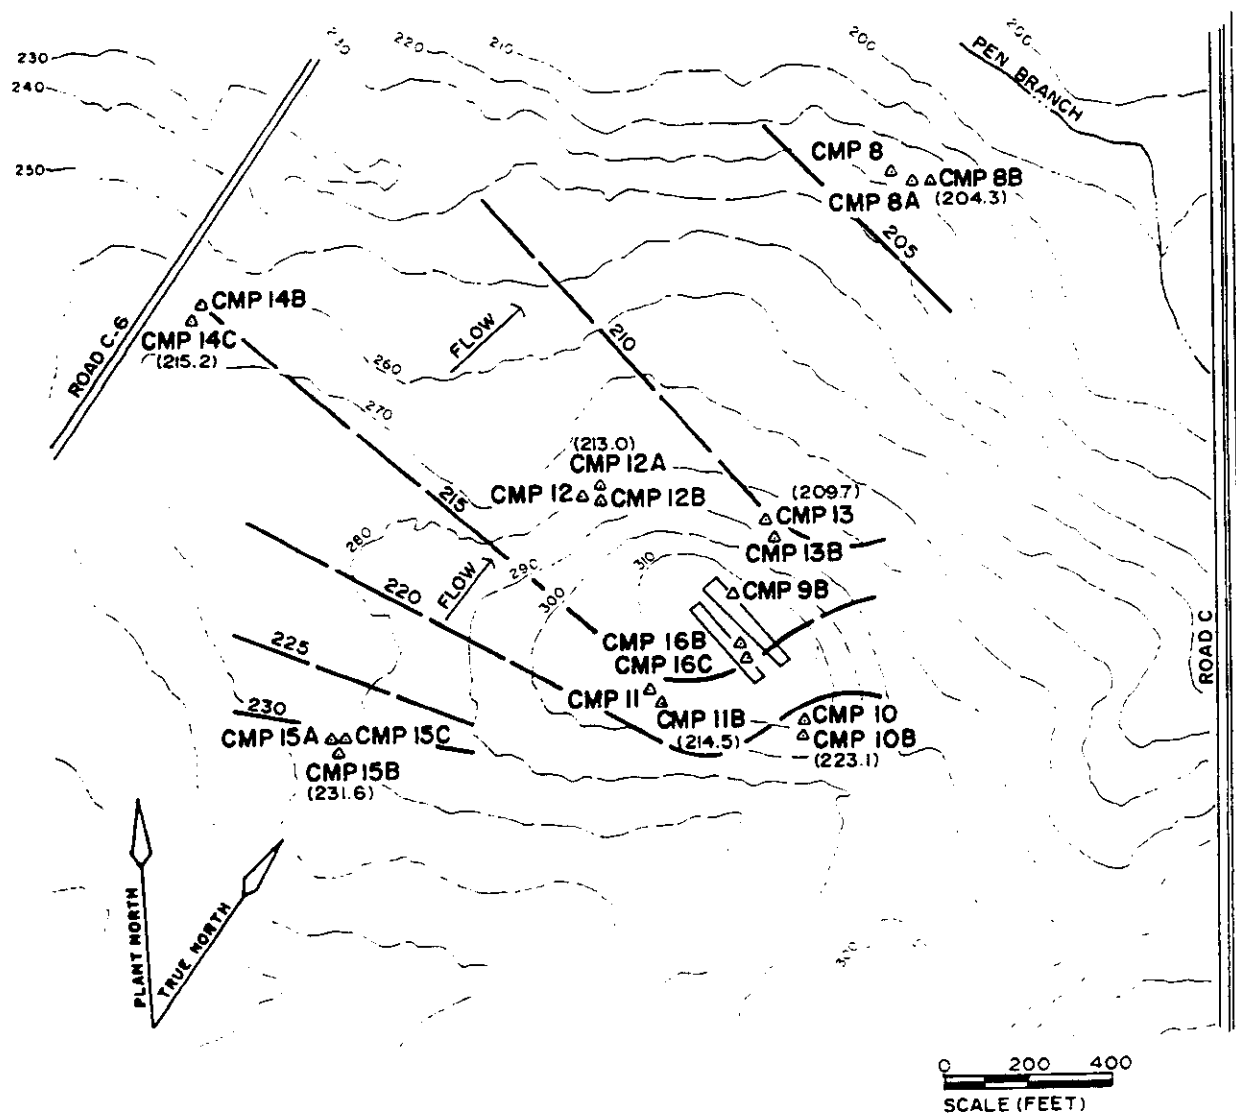 230
220
210
200
200
230
240
250
PEN BRANCH
CMP 8
CMP 8B
(204.3)
CMP 8A
205
CMP 14B
CMP 14C
(215.2)
ROAD C-6
FLOW
210
260
270
(213.0)
CMP 12A
CMP 12
CMP 12B
215
(209.7)
CMP 13
CMP 13B
280
290
300
310
FLOW
220
CMP 9B
225
CMP 16B
CMP 16C
ROAD C
CMP 11
CMP 11B
(214.5)
CMP 10
CMP 10B
(223.1)
230
CMP 15A
CMP 15C
CMP 15B
(231.6)
PLANT NORTH
TRUE NORTH
300
0 200 400
SCALE (FEET)